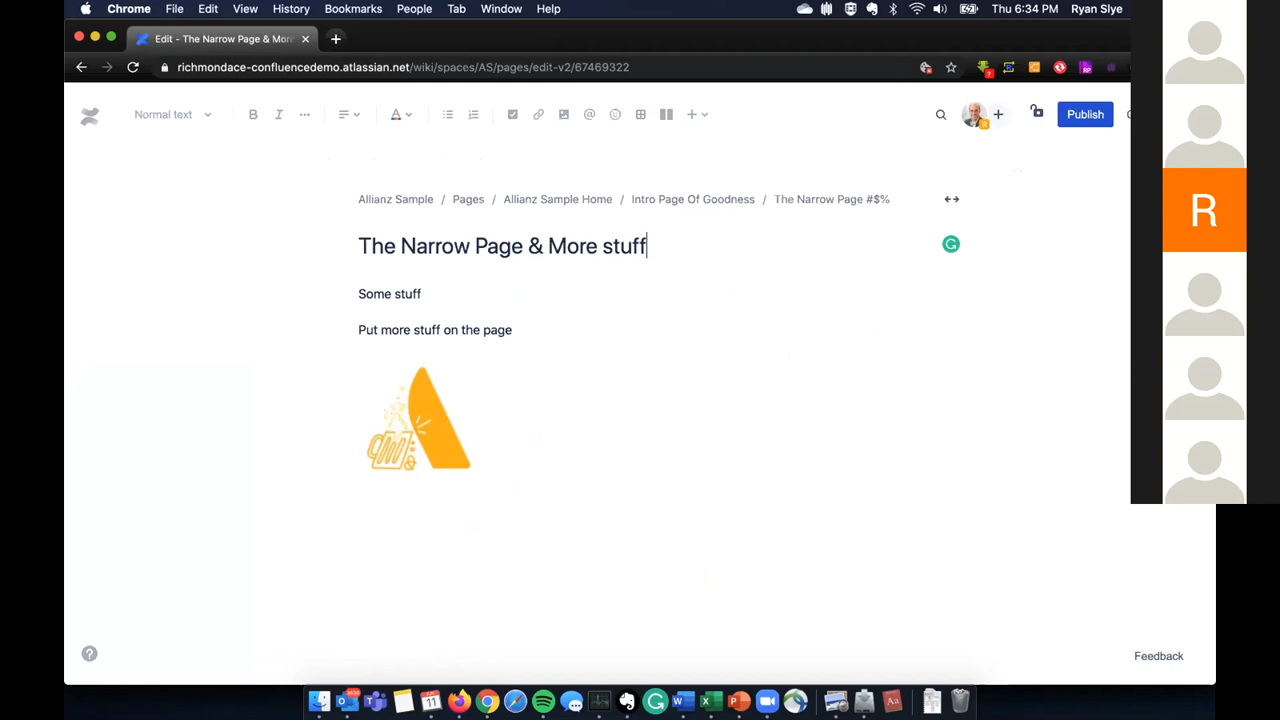 Chrome File Edit View History Bookmarks People Tab Window Help Thu 6:34 PM Ryan Slye
Edit - The Narrow Page & Mor
richmondace-confluencedemo.atlassian.net/wiki/spaces/AS/pages/edit-v2/67469322
Normal text
Publish
Allianz Sample / Pages / Allianz Sample Home / Intro Page Of Goodness / The Narrow Page #$%
The Narrow Page & More stuff
Some stuff
Put more stuff on the page
R
Feedback